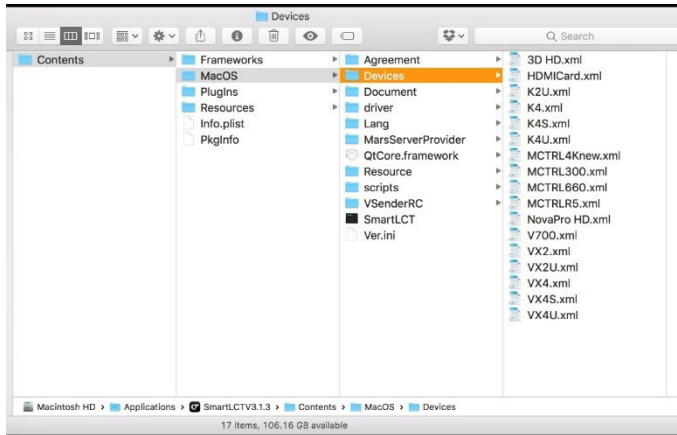 Devices
Search
Contents
Frameworks
MacOS
PlugIns
Resources
Info.plist
PkgInfo
Agreement
Devices
Document
driver
Lang
MarsServerProvider
QtCore.framework
Resource
scripts
VSenderRC
SmartLCT
Ver.ini
3D HD.xml
HDMICard.xml
K2U.xml
K4.xml
K4S.xml
K4U.xml
MCTRL4Knew.xml
MCTRL300.xml
MCTRL660.xml
MCTRLR5.xml
NovaPro HD.xml
V700.xml
VX2.xml
VX2U.xml
VX4.xml
VX4S.xml
VX4U.xml
Macintosh HD › Applications › SmartLCTV3.1.3 › Contents › MacOS › Devices
17 items, 106.16 GB available